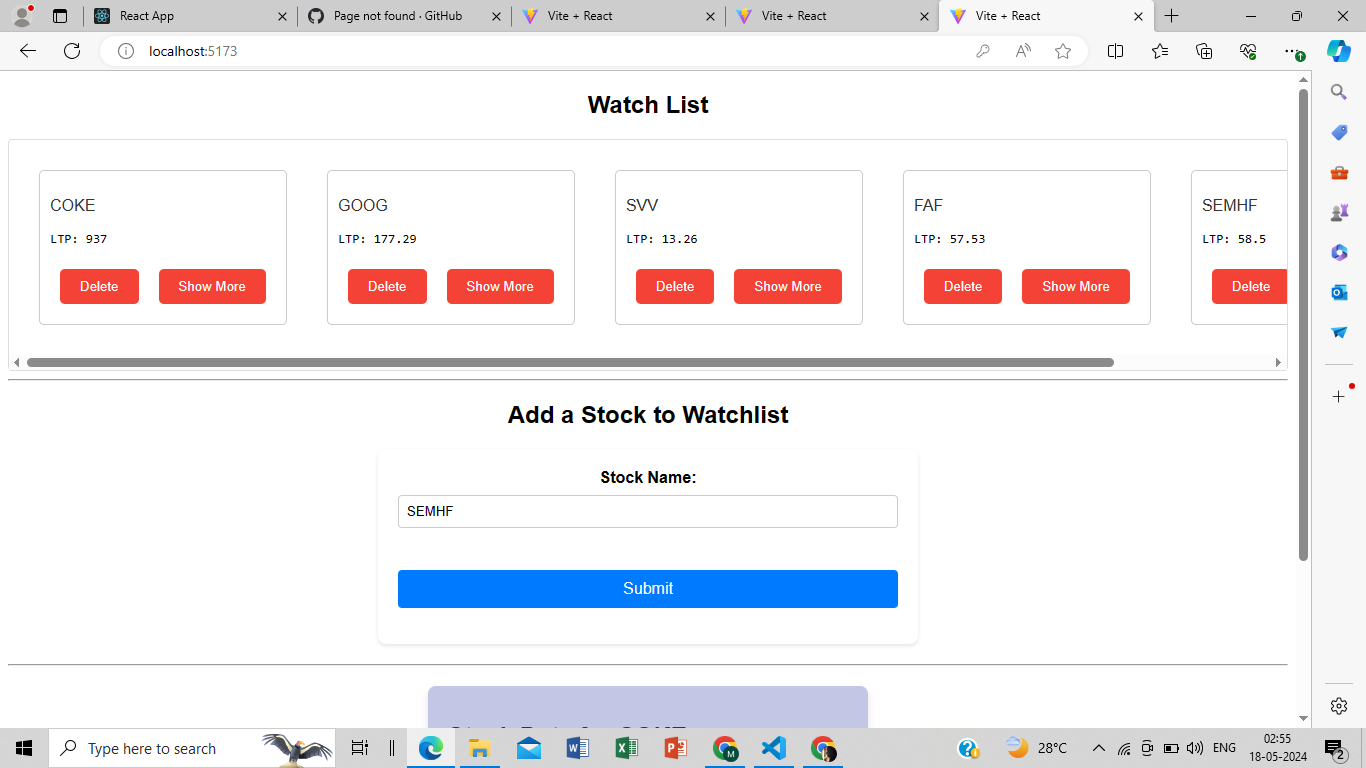 React App
Page not found · GitHub
Vite + React
Vite + React
Vite + React
localhost:5173
Watch List
COKE
LTP: 937
Delete Show More
GOOG
LTP: 177.29
Delete Show More
SVV
LTP: 13.26
Delete Show More
FAF
LTP: 57.53
Delete Show More
SEMHF
LTP: 58.5
Delete
Add a Stock to Watchlist
Stock Name:
SEMHF
Submit
Type here to search
28°C
ENG
02:55
18-05-2024
2